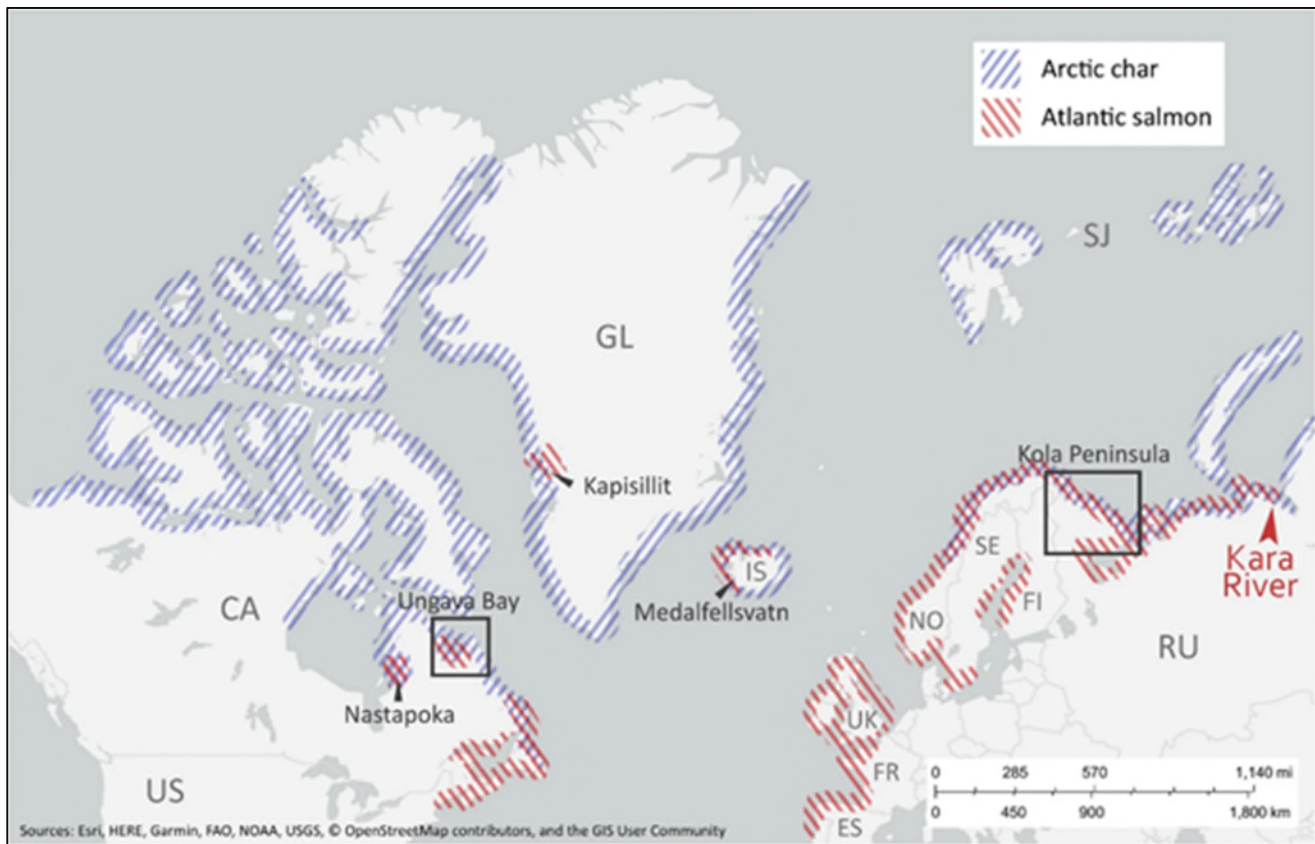 Arctic char
Atlantic salmon
SJ
GL
Kola Peninsula
Kapisillit
SE
IS
Kara
River
Medalfellsvatn
CA
Ungava Bay
NO
FI
RU
Nastapoka
UK
FR
US
ES
0 285 570 1,140 mi
0 450 900 1,800 km
Sources: Esri, HERE, Garmin, FAO, NOAA, USGS, © OpenStreetMap contributors, and the GIS User Community